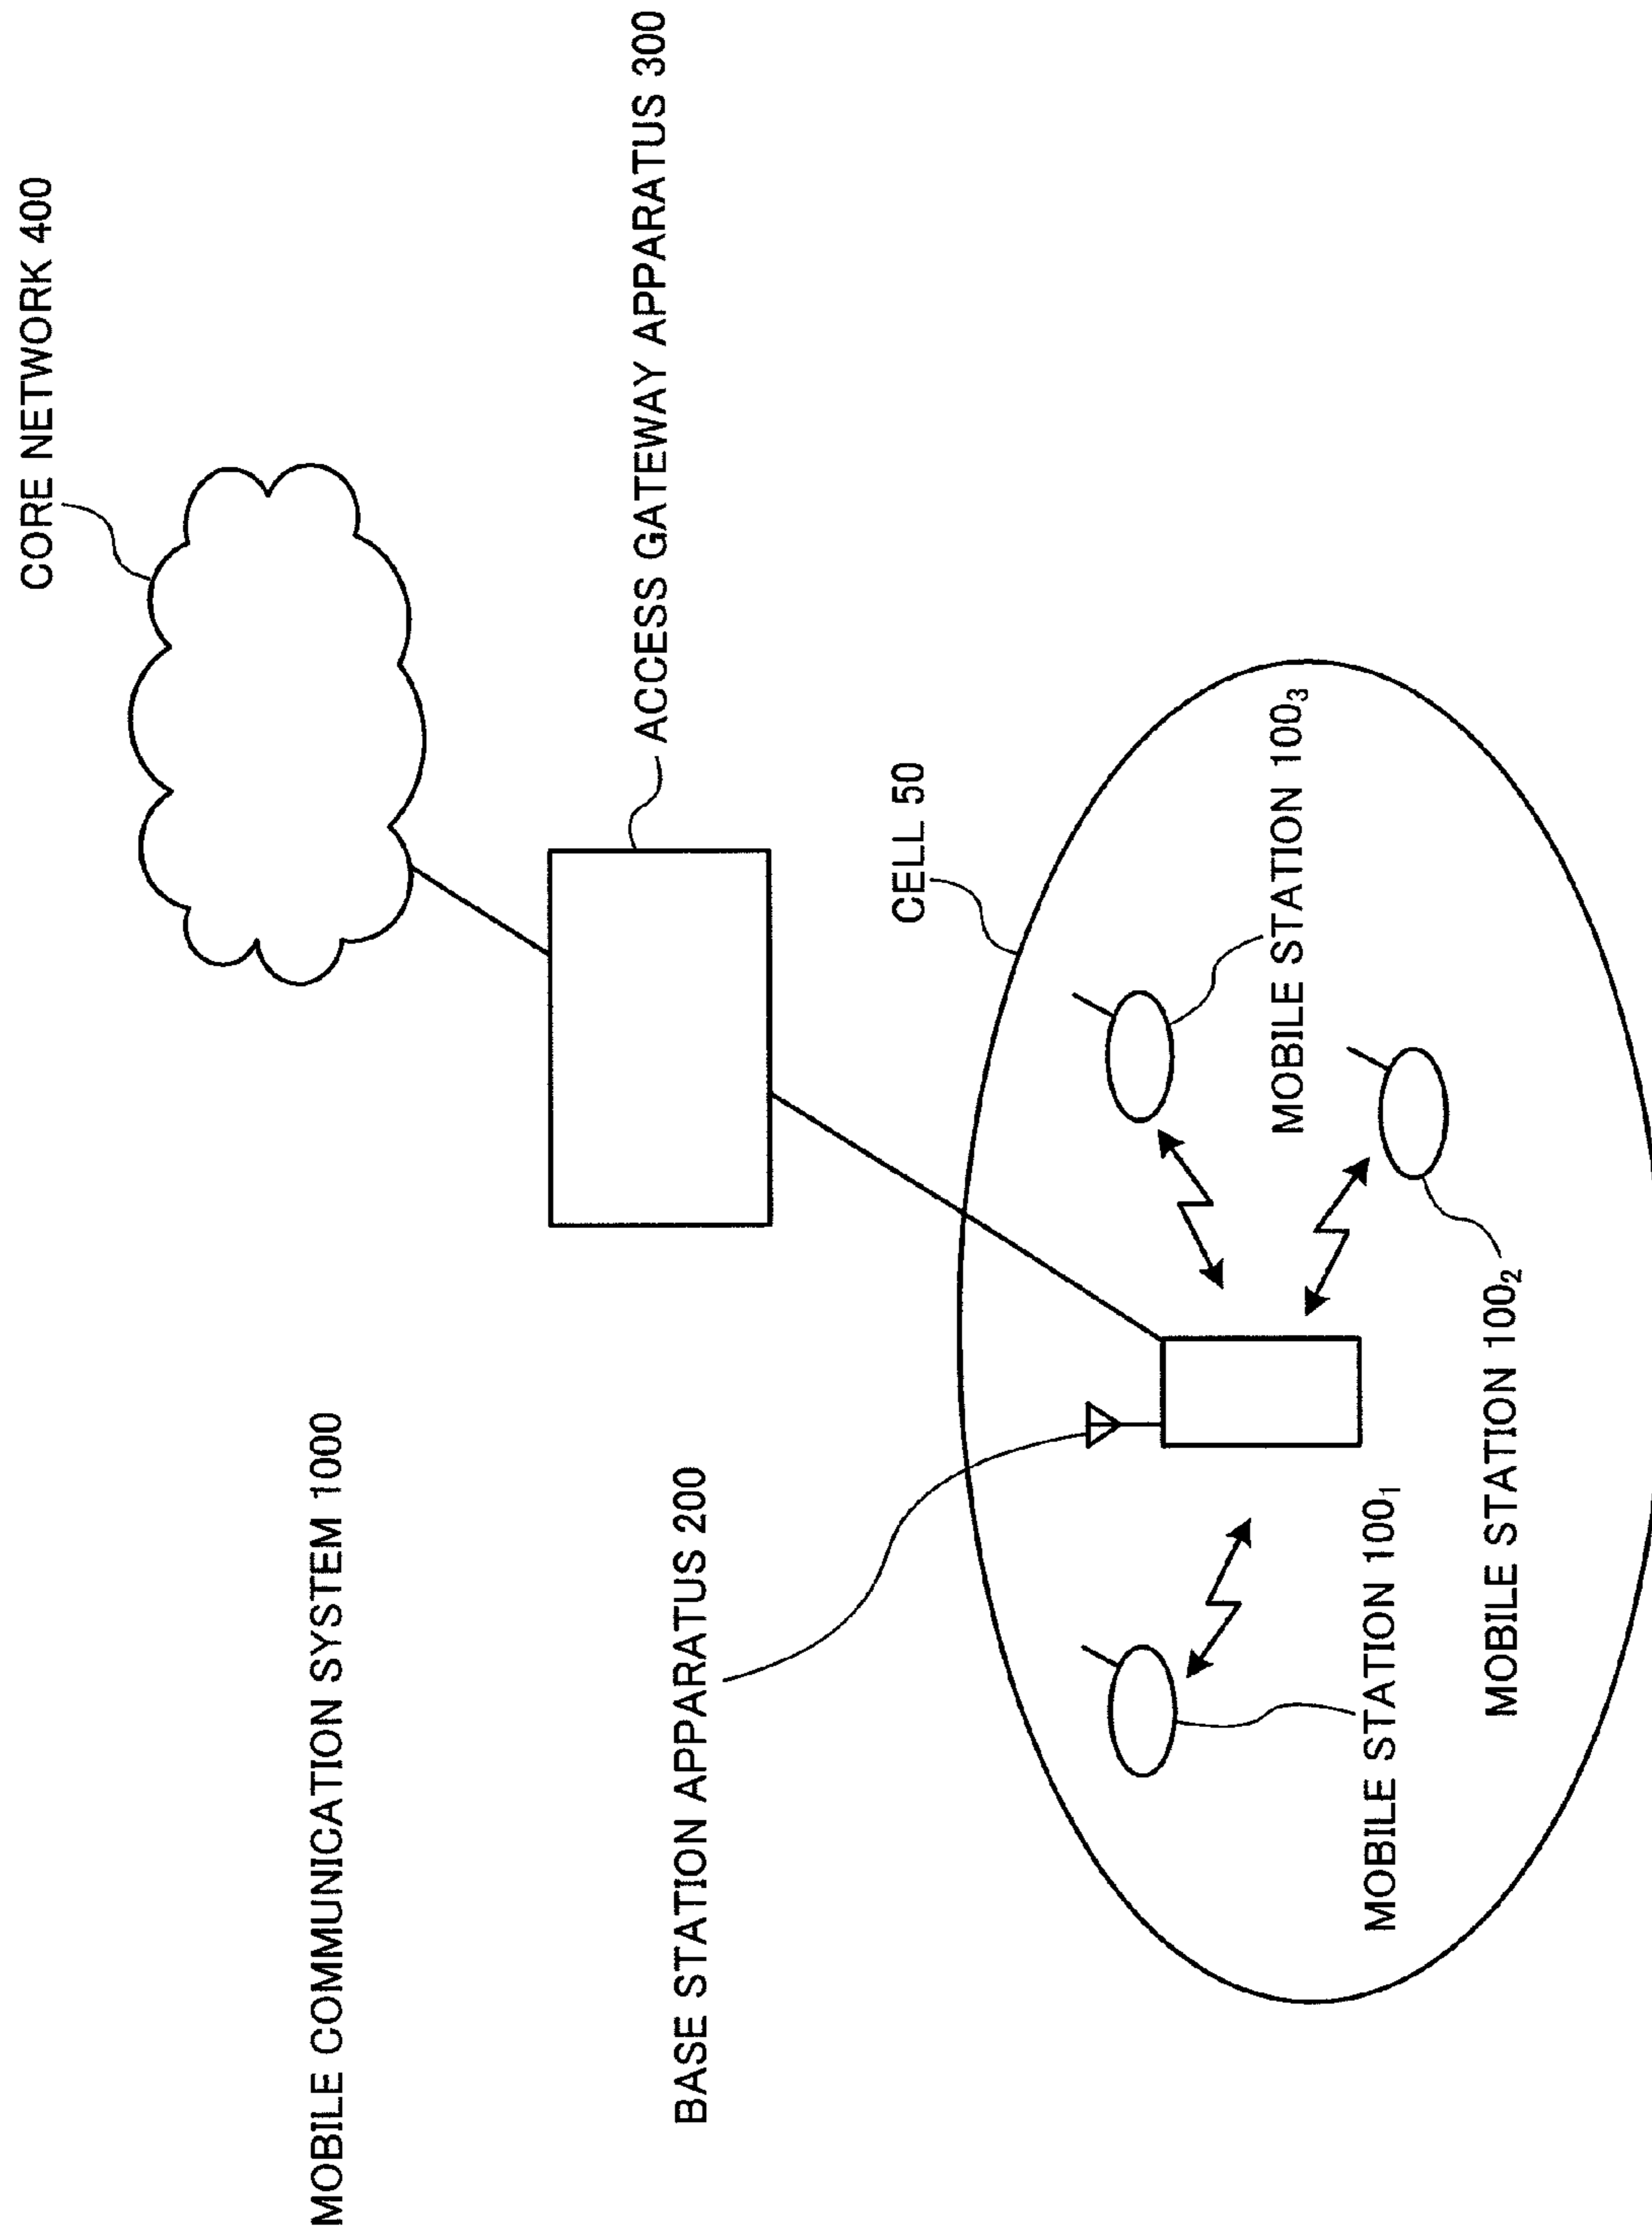 MOBILE COMMUNICATION SYSTEM 1000
CORE NETWORK 400
ACCESS GATEWAY APPARATUS 300
BASE STATION APPARATUS 200
CELL 50
MOBILE STATION 100₃
MOBILE STATION 100₁
MOBILE STATION 100₂